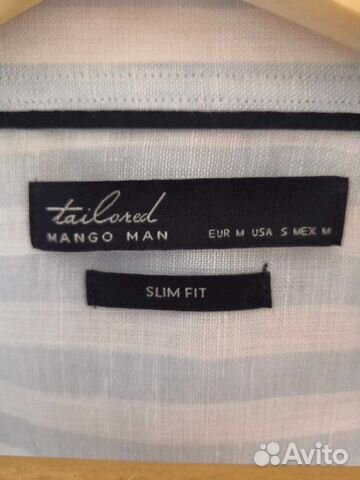 tailored
MANGO MAN EUR M USA S MEX M
SLIM FIT
Avito